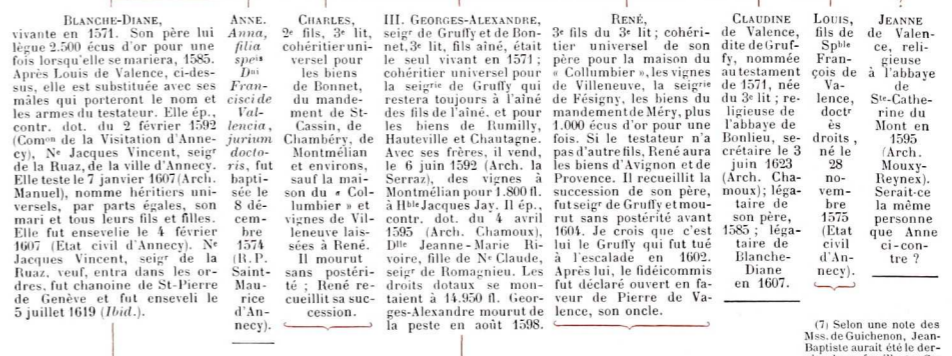 BLANCHE-DIANE,
vivante en 1571. Son père lui
lègue 2.500 écus d'or pour une
fois lorsqu'elle se mariera, 1585.
Après Louis de Valence, ci-des-
sus, elle est substituée avec ses
mâles qui porteront le nom et
les armes du testateur. Elle ép.,
contr. dot. du 2 février 1592
(Comon de la Visitation d'Anne-
cy), Ne Jacques Vincent, seigr
de la Ruaz, de la ville d'Annecy.
Elle teste le 7 janvier 1607 (Arch.
Manuel), nomme héritiers uni-
versels, par parts égales, son
mari et tous leurs fils et filles.
Elle fut ensevelie le 4 février
1607 (Etat civil d'Annecy). Ne
Jacques Vincent, seigr de la
Ruaz, veuf, entra dans les or-
dres, fut chanoine de St-Pierre
de Genève et fut enseveli le
5 juillet 1619 (Ibid.).
ANNE.
Anna,
filia
speis
Dni
Fran-
cisci de
Val-
lencia,
jurium
docto-
ris, fut
bapti-
sée le
8 dé-
cem-
bre
1574
(R.P.
Saint-
Mau-
rice
d'An-
necy).
CHARLES,
2e fils, 3e lit,
cohéritier uni-
versel pour
les biens
de Bonnet,
du mande-
ment de St-
Cassin, de
Chambéry, de
Montmélian
et environs,
sauf la mai-
son du « Col-
lumbier » et
vignes de Vil-
leneuve lais-
sées à René.
Il mourut
sans postéri-
té ; René re-
cueillit sa suc-
cession.
III. GEORGES-ALEXANDRE,
seigr de Gruffy et de Bon-
net, 3e lit, fils aîné, était
le seul vivant en 1571 ;
cohéritier universel pour
la seigrie de Gruffy qui
restera toujours à l'aîné
des fils de l'aîné, et pour
les biens de Rumilly,
Hauteville et Chautagne.
Avec ses frères, il vend,
le 6 juin 1592 (Arch. la
Serraz), des vignes à
Montmélian pour 1.800 fl.
à Hble Jacques Jay. Il ép.,
contr. dot. du 4 avril
1595 (Arch. Chamoux),
Dlle Jeanne-Marie Ri-
voire, fille de Ne Claude,
seigr de Romagnieu. Les
droits dotaux se mon-
taient à 14.950 fl. Geor-
ges-Alexandre mourut de
la peste en août 1598.
RENÉ,
3e fils du 3e lit ; cohéri-
tier universel de son
père pour la maison du
« Collumbier », les vignes
de Villeneuve, la seigrie
de Fésigny, les biens du
mandement de Méry, plus
1.000 écus d'or pour une
fois. Si le testateur n'a
pas d'autre fils, René aura
les biens d'Avignon et de
Provence. Il recueillit la
succession de son père,
fut seigr de Gruffy et mou-
rut sans postérité avant
1604. Je crois que c'est
lui le Gruffy qui fut tué
à l'escalade en 1602.
Après lui, le fidéicommis
fut déclaré ouvert en fa-
veur de Pierre de Va-
lence, son oncle.
CLAUDINE
de Valence,
dite de Gruf-
fy, nommée
au testament
de 1571, née
du 3e lit ; re-
ligieuse de
l'abbaye de
Bonlieu, se-
crétaire le 3
juin 1623
(Arch. Cha-
moux) ; léga-
taire de
son père,
1585 ; léga-
taire de
Blanche-
Diane
en 1607.
LOUIS,
fils de
Sple
Fran-
çois de
Va-
lence,
doctr
ès
droits,
né le
28
no-
vem-
bre
1575
(Etat
civil
d'An-
necy).
JEANNE
de Valen-
ce, reli-
gieuse
à l'abbaye
de
Ste-Cathe-
rine du
Mont en
1595
(Arch.
Mouxy-
Reynex).
Serait-ce
la même
personne
que Anne
ci-con-
tre ?
(7) Selon une note des
Mss. de Guichenon, Jean-
Baptiste aurait été le der-